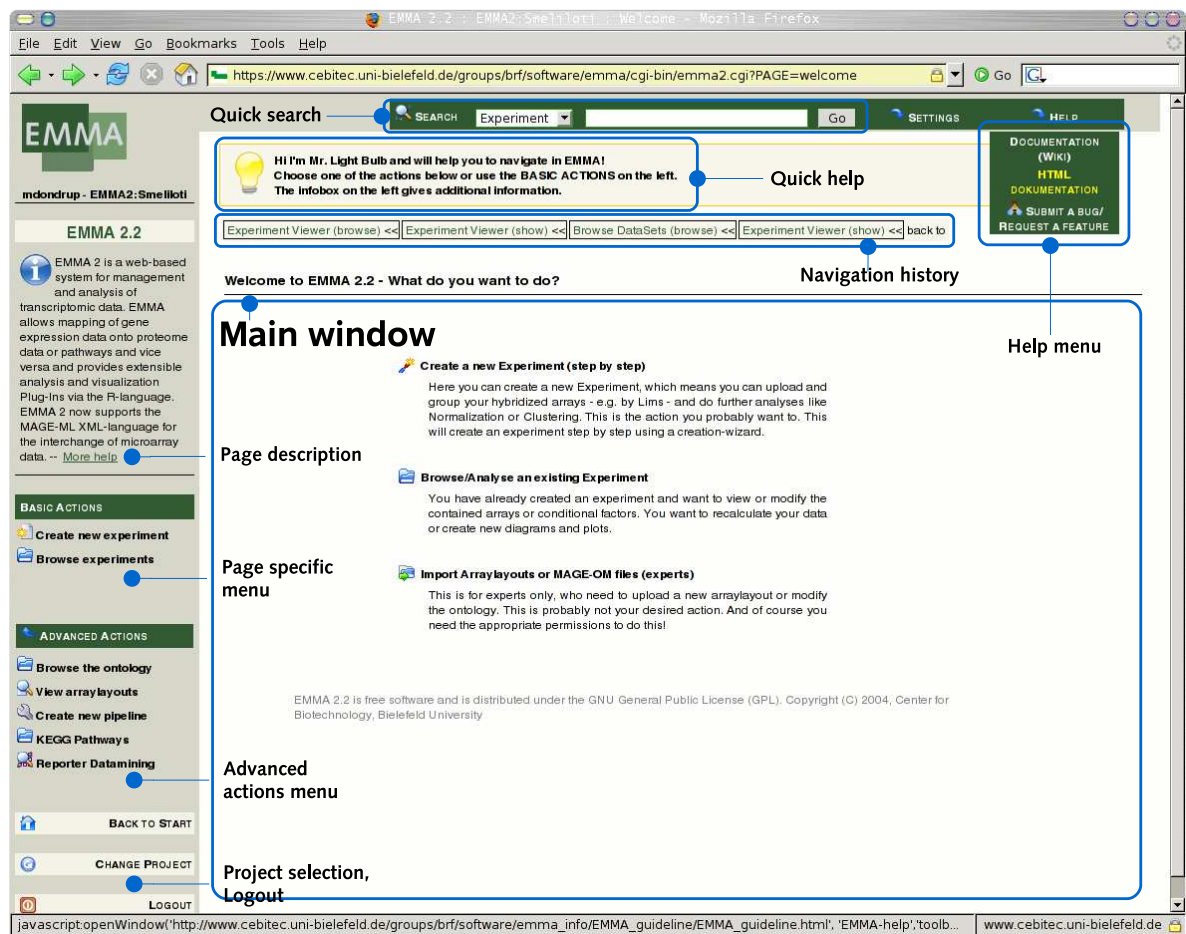 EMMA 2.2 : EMMA2:Smeliloti : Welcome - Mozilla Firefox
File Edit View Go Bookmarks Tools Help
https://www.cebitec.uni-bielefeld.de/groups/brf/software/emma/cgi-bin/emma2.cgi?PAGE=welcome
Go
G
EMMA
mdondrup - EMMA2:Smeliloti
Quick search
SEARCH Experiment Go SETTINGS HELP
Hi I'm Mr. Light Bulb and will help you to navigate in EMMA!
Choose one of the actions below or use the BASIC ACTIONS on the left.
The infobox on the left gives additional information.
Quick help
DOCUMENTATION
(WIKI)
HTML
DOKUMENTATION
SUBMIT A BUG/
REQUEST A FEATURE
Experiment Viewer (browse) << Experiment Viewer (show) << Browse DataSets (browse) << Experiment Viewer (show) << back to
Navigation history
Help menu
EMMA 2.2
EMMA 2 is a web-based
system for management
and analysis of
transcriptomic data. EMMA
allows mapping of gene
expression data onto proteome
data or pathways and vice
versa and provides extensible
analysis and visualization
Plug-Ins via the R-language.
EMMA 2 now supports the
MAGE-ML XML-language for
the interchange of microarray
data. -- More help
Page description
BASIC ACTIONS
Create new experiment
Browse experiments
Page specific
menu
ADVANCED ACTIONS
Browse the ontology
View arraylayouts
Create new pipeline
KEGG Pathways
Reporter Datamining
Advanced
actions menu
BACK TO START
CHANGE PROJECT
LOGOUT
Project selection,
Logout
Welcome to EMMA 2.2 - What do you want to do?
Main window
Create a new Experiment (step by step)
Here you can create a new Experiment, which means you can upload and
group your hybridized arrays - e.g. by Lims - and do further analyses like
Normalization or Clustering. This is the action you probably want to. This
will create an experiment step by step using a creation-wizard.
Browse/Analyse an existing Experiment
You have already created an experiment and want to view or modify the
contained arrays or conditional factors. You want to recalculate your data
or create new diagrams and plots.
Import Arraylayouts or MAGE-OM files (experts)
This is for experts only, who need to upload a new arraylayout or modify
the ontology. This is probably not your desired action. And of course you
need the appropriate permissions to do this!
EMMA 2.2 is free software and is distributed under the GNU General Public License (GPL). Copyright (C) 2004, Center for
Biotechnology, Bielefeld University
javascript:openWindow('http://www.cebitec.uni-bielefeld.de/groups/brf/software/emma_info/EMMA_guideline/EMMA_guideline.html', 'EMMA-help','toolb... www.cebitec.uni-bielefeld.de